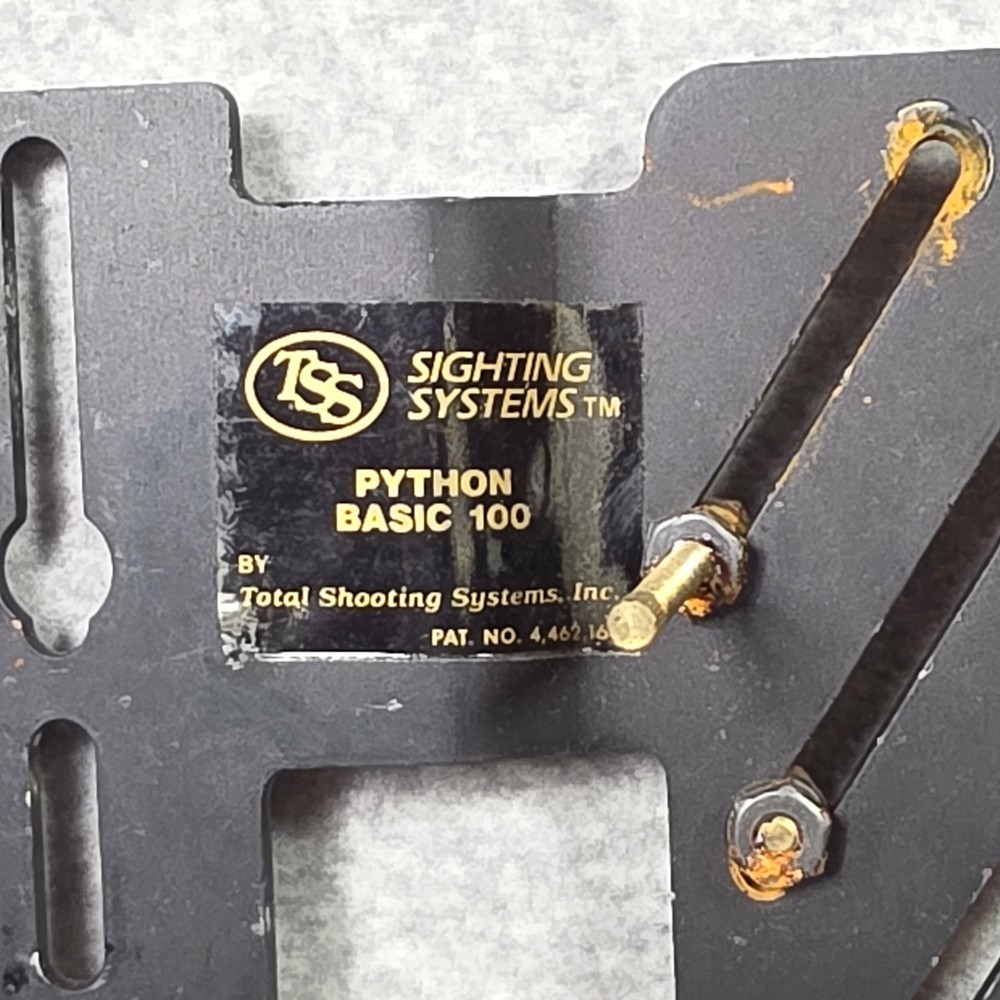 TSS
SIGHTING
SYSTEMS TM
PYTHON
BASIC 100
BY
Total Shooting Systems, Inc.
PAT. NO. 4,462,16